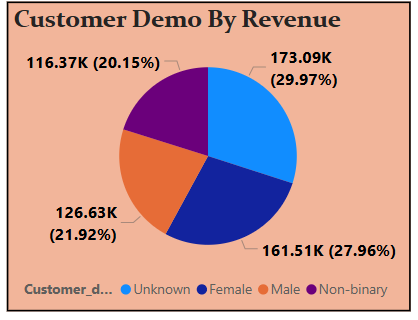 Customer Demo By Revenue
116.37K (20.15%)
173.09K
(29.97%)
126.63K
(21.92%)
161.51K (27.96%)
Customer_d... Unknown Female Male Non-binary